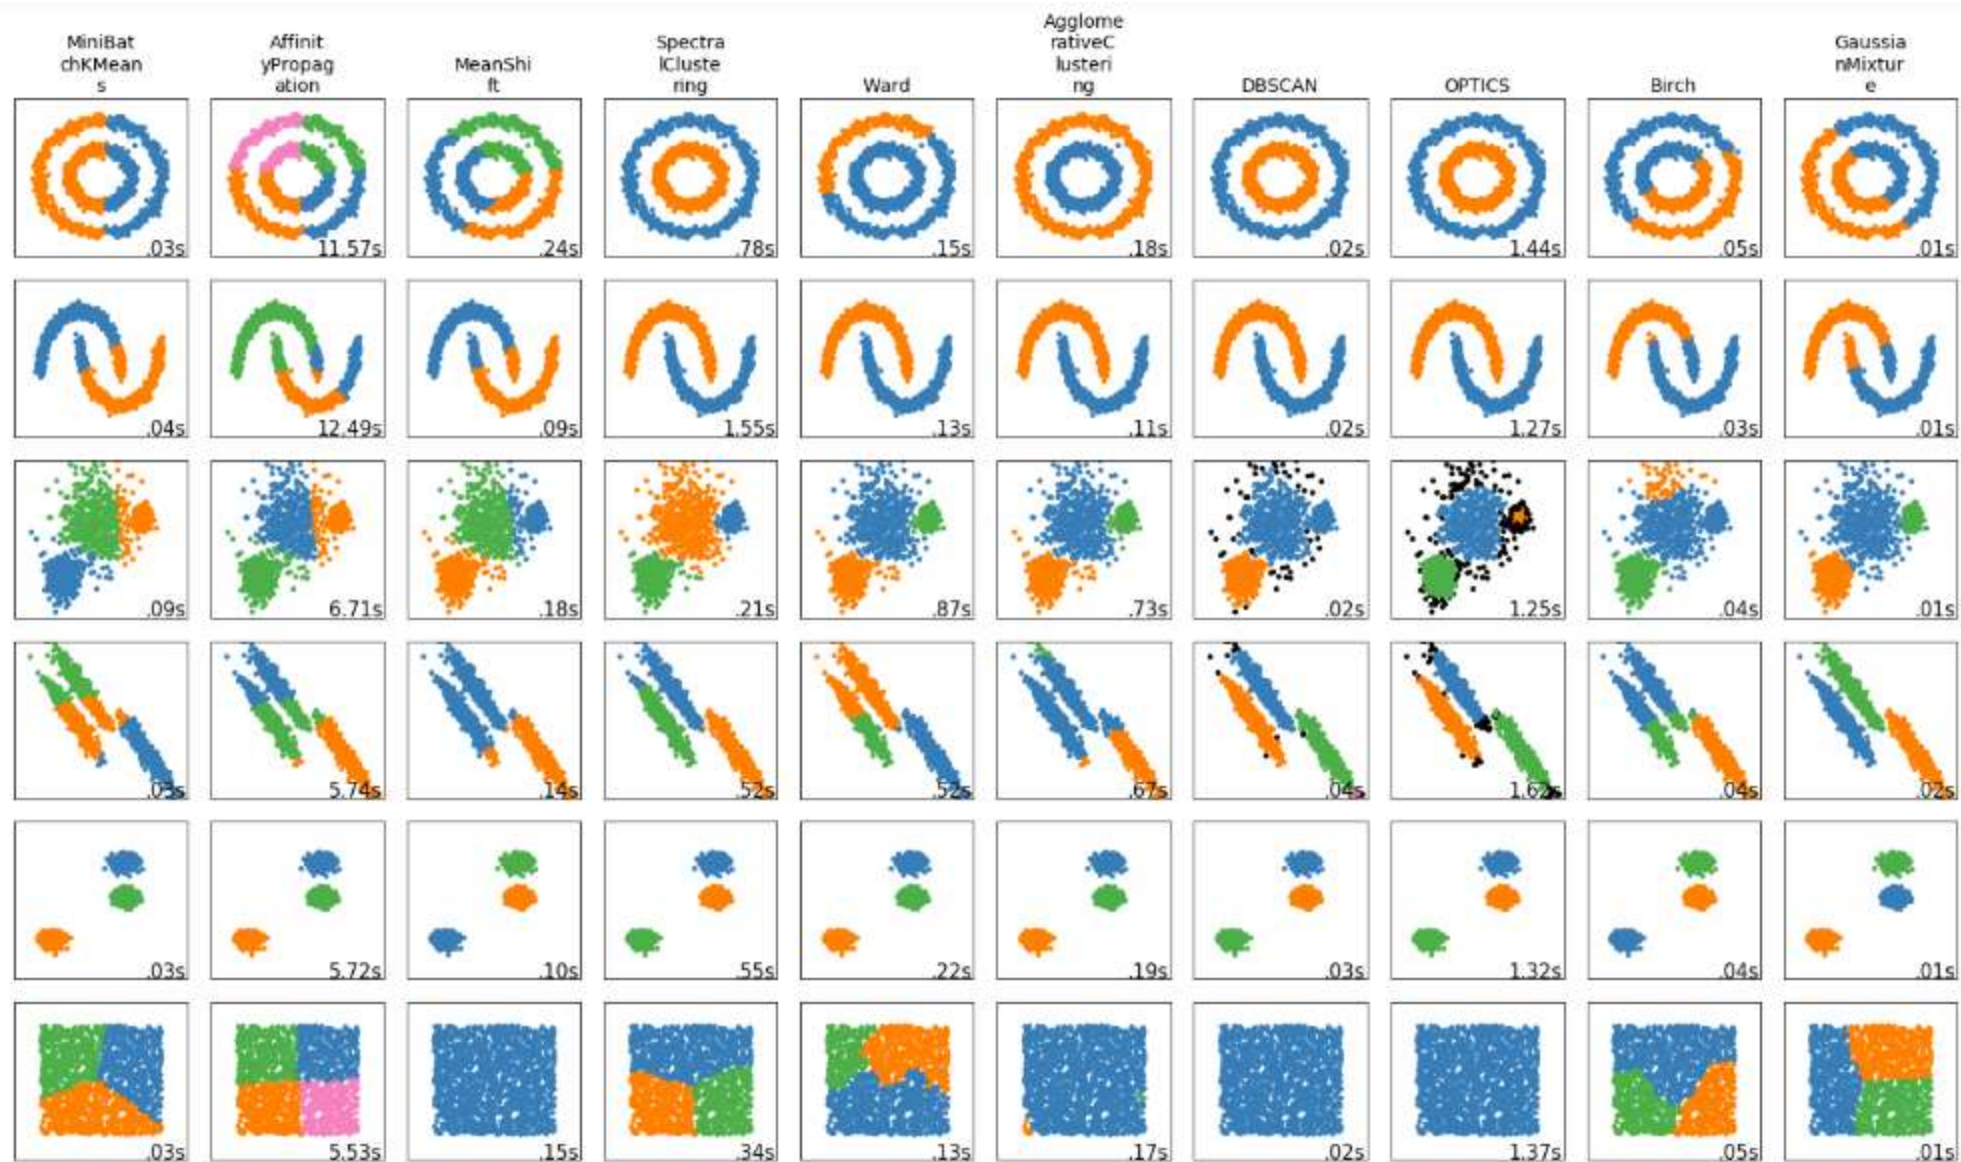 MiniBat
chKMean
s
Affinit
yPropag
ation
MeanShi
ft
Spectra
lCluste
ring
Ward
Agglome
rativeC
lusteri
ng
DBSCAN
OPTICS
Birch
Gaussia
nMixtur
e
.03s
11.57s
.24s
.78s
.15s
.18s
.02s
1.44s
.05s
.01s
.04s
12.49s
.09s
1.55s
.13s
.11s
.02s
1.27s
.03s
.01s
.09s
6.71s
.18s
.21s
.87s
.73s
.02s
1.25s
.04s
.01s
.03s
5.74s
.14s
.52s
.52s
.67s
.04s
1.62s
.04s
.02s
.03s
5.72s
.10s
.55s
.22s
.19s
.03s
1.32s
.04s
.01s
.03s
5.53s
.15s
.34s
.13s
.17s
.02s
1.37s
.05s
.01s